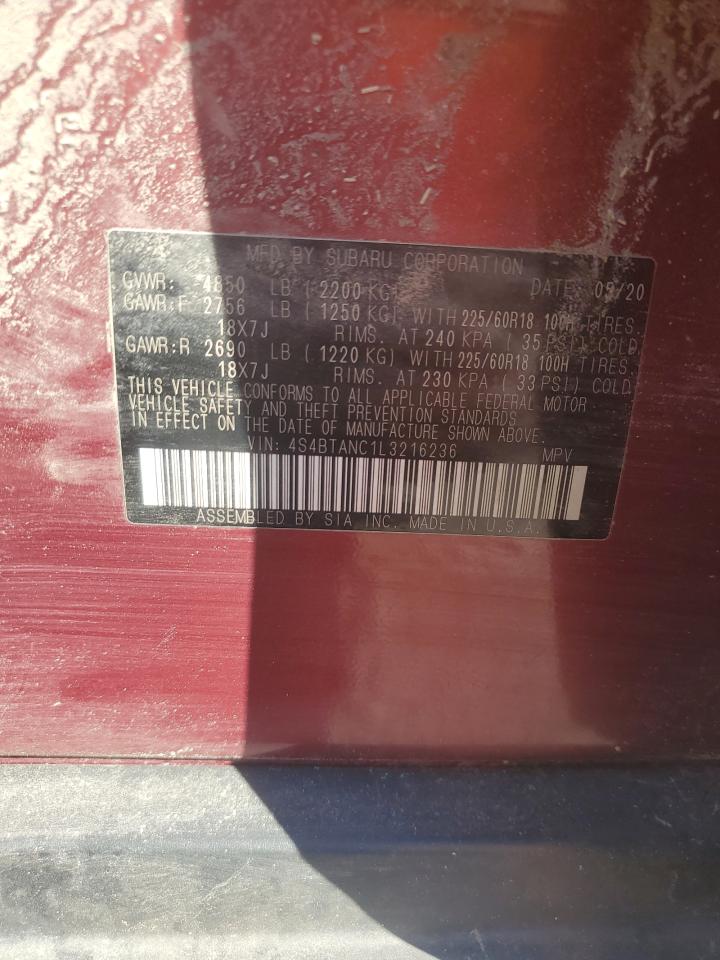 MFD BY SUBARU CORPORATION
GVWR: 4850 LB ( 2200 KG) DATE: 05/20
GAWR:F 2756 LB ( 1250 KG) WITH 225/60R18 100H TIRES.
18X7J RIMS. AT 240 KPA ( 35 PSI) COLD
GAWR:R 2690 LB ( 1220 KG) WITH 225/60R18 100H TIRES.
18X7J RIMS. AT 230 KPA ( 33 PSI) COLD
THIS VEHICLE CONFORMS TO ALL APPLICABLE FEDERAL MOTOR
VEHICLE SAFETY AND THEFT PREVENTION STANDARDS
IN EFFECT ON THE DATE OF MANUFACTURE SHOWN ABOVE.
VIN: 4S4BTANC1L3216236 MPV
ASSEMBLED BY SIA INC. MADE IN U.S.A.